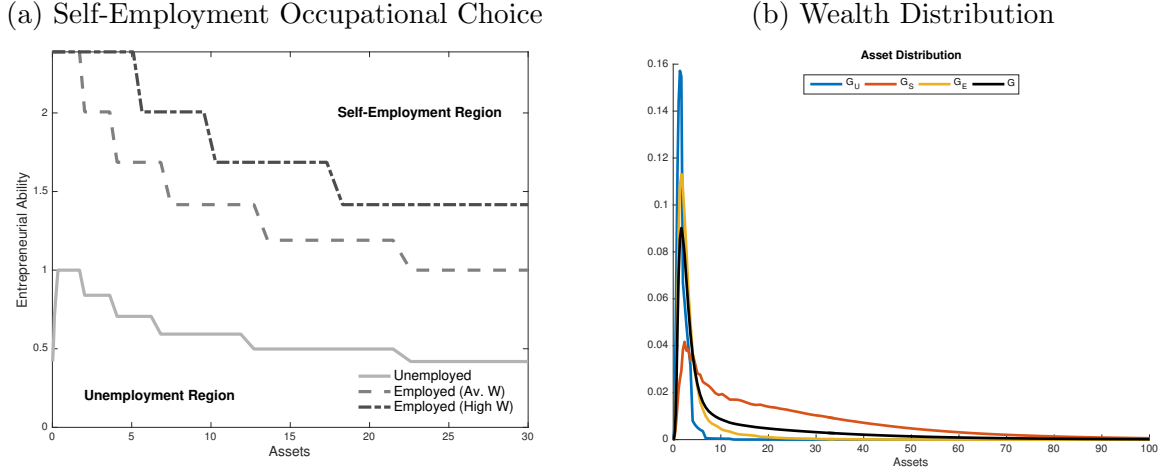 (a) Self-Employment Occupational Choice
2
1.5
1
0.5
0
Entrepreneurial Ability
Self-Employment Region
Unemployment Region
Unemployed
Employed (Av. W)
Employed (High W)
0 5 10 15 20 25 30
Assets
(b) Wealth Distribution
Asset Distribution
G_U G_S G_E G
0.16
0.14
0.12
0.1
0.08
0.06
0.04
0.02
0
0 10 20 30 40 50 60 70 80 90 100
Assets